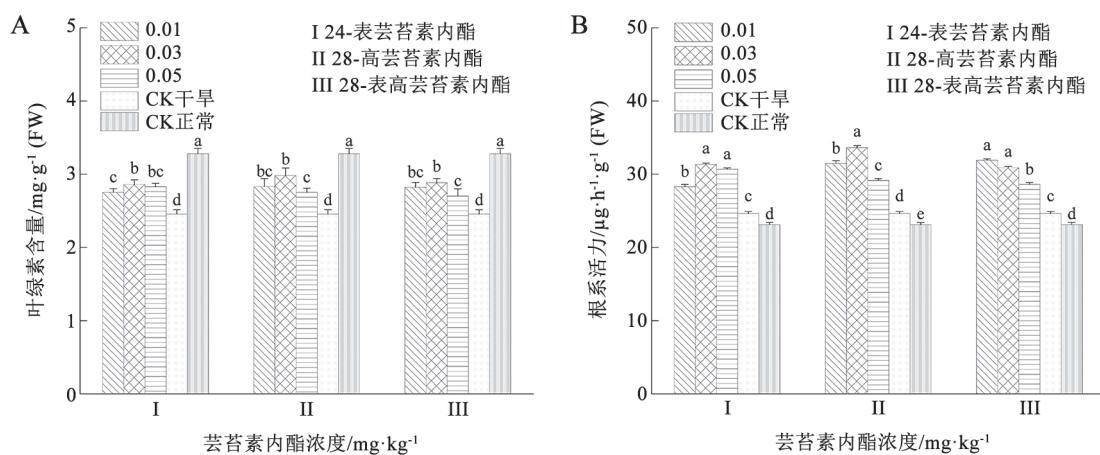 A
5
4
3
2
1
0
叶绿素含量/mg·g⁻¹ (FW)
0.01
0.03
0.05
CK干旱
CK正常
I 24-表芸苔素内酯
II 28-高芸苔素内酯
III 28-表高芸苔素内酯
c b bc d a
bc b c d a
bc b c d a
I II III
芸苔素内酯浓度/mg·kg⁻¹
B
50
40
30
20
10
0
根系活力/μg·h⁻¹·g⁻¹ (FW)
0.01
0.03
0.05
CK干旱
CK正常
I 24-表芸苔素内酯
II 28-高芸苔素内酯
III 28-表高芸苔素内酯
b a a c d
b a c d e
a a b c d
I II III
芸苔素内酯浓度/mg·kg⁻¹